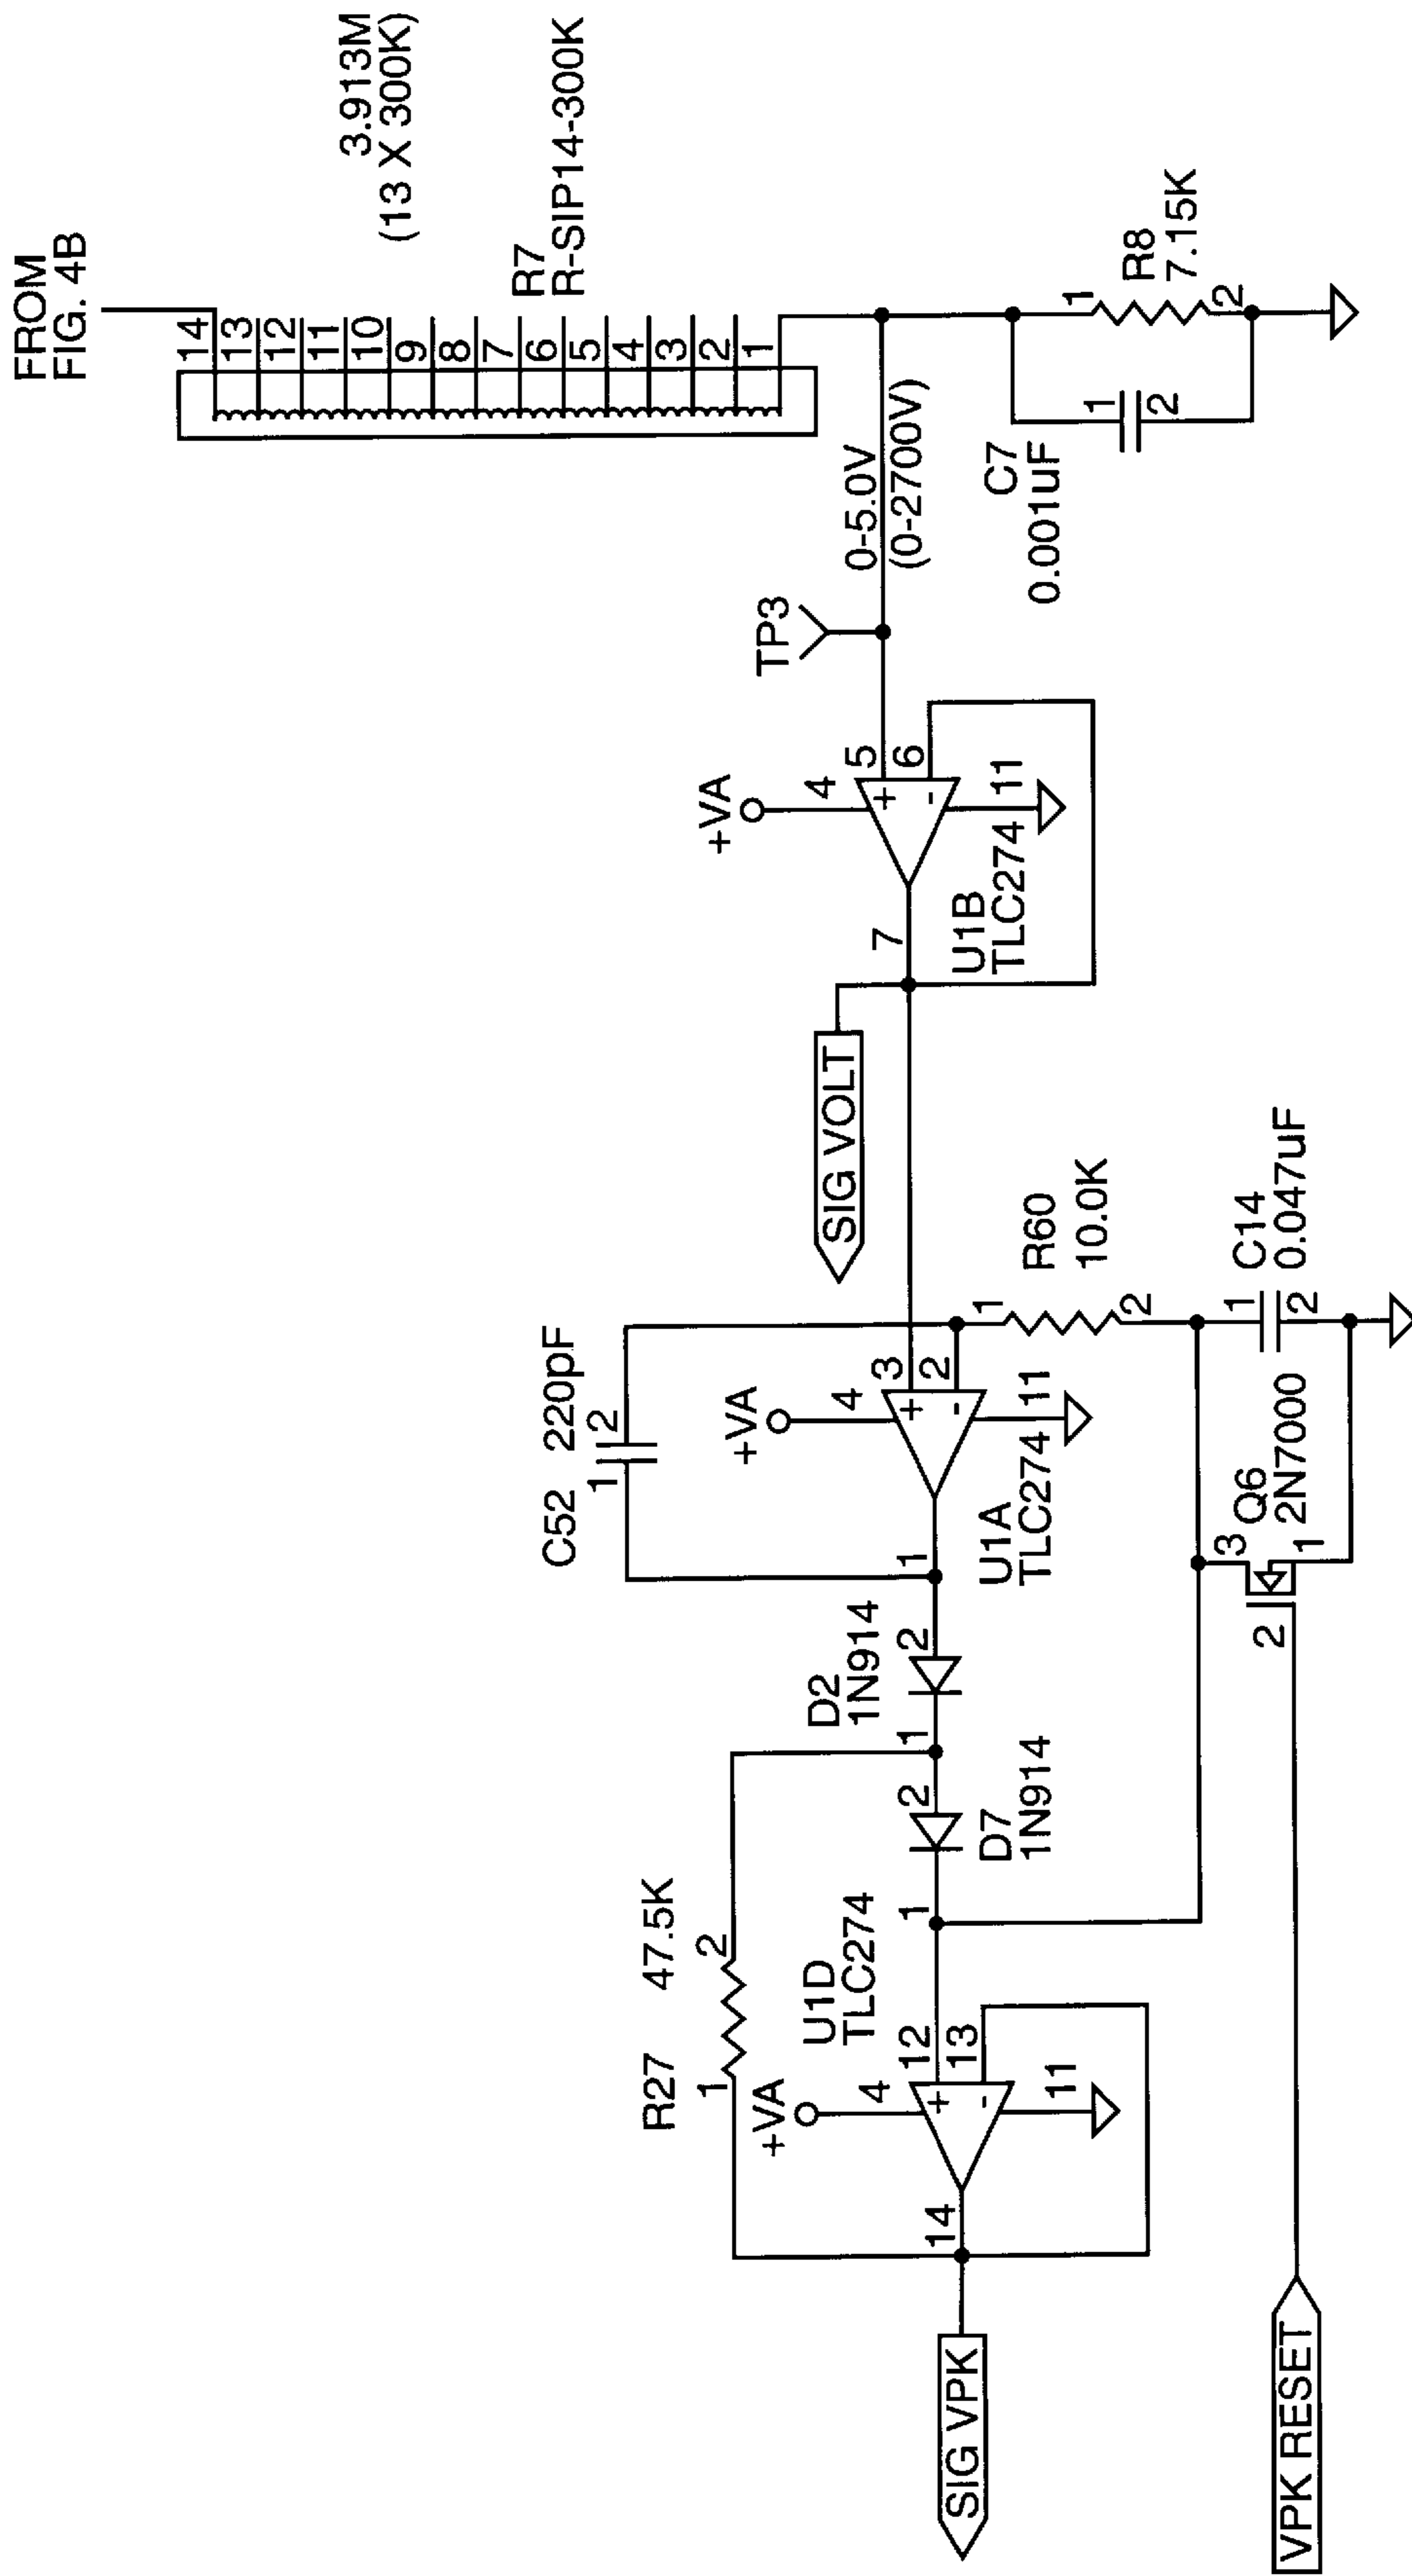 FROM
FIG. 4B
3.913M
(13 X 300K)
14
13
12
11
10
9
8
7
6
5
4
3
2
1
R7
R-SIP14-300K
0-5.0V
(0-2700V)
R8
7.15K
1
2
C7
0.001uF
1
2
TP3
+VA
4
5
6
+
-
11
7
U1B
TLC274
SIG VOLT
C52 220pF
1 2
+VA
4
3
2
+
-
11
1
U1A
TLC274
R60
10.0K
1
2
C14
0.047uF
1
2
Q6
2N7000
3
1
2
D2
1N914
2
1
D7
1N914
2
1
R27 47.5K
1 2
U1D
TLC274
+VA
4
12
13
+
-
11
14
SIG VPK
VPK RESET